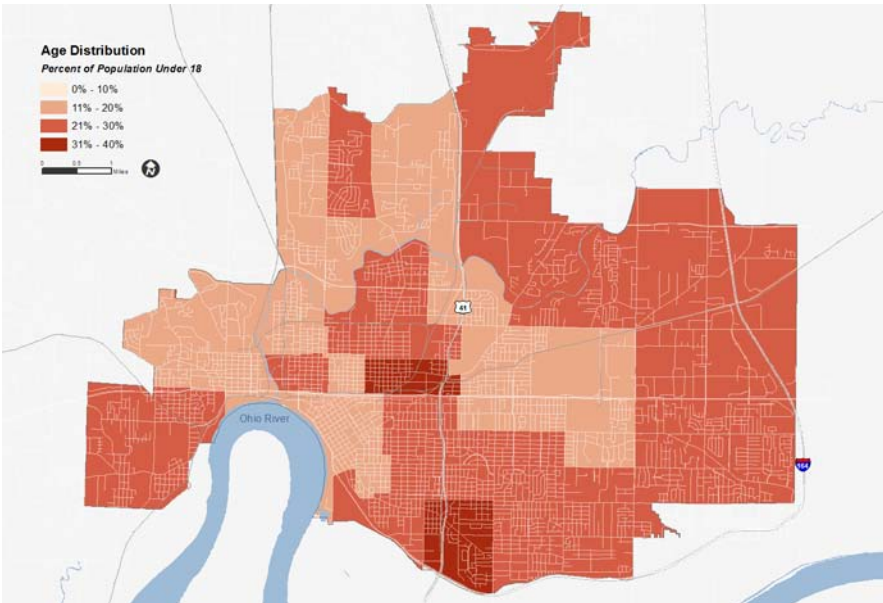 Age Distribution
Percent of Population Under 18
0% - 10%
11% - 20%
21% - 30%
31% - 40%
0 0.5 1
Miles
N
41
Ohio River
164